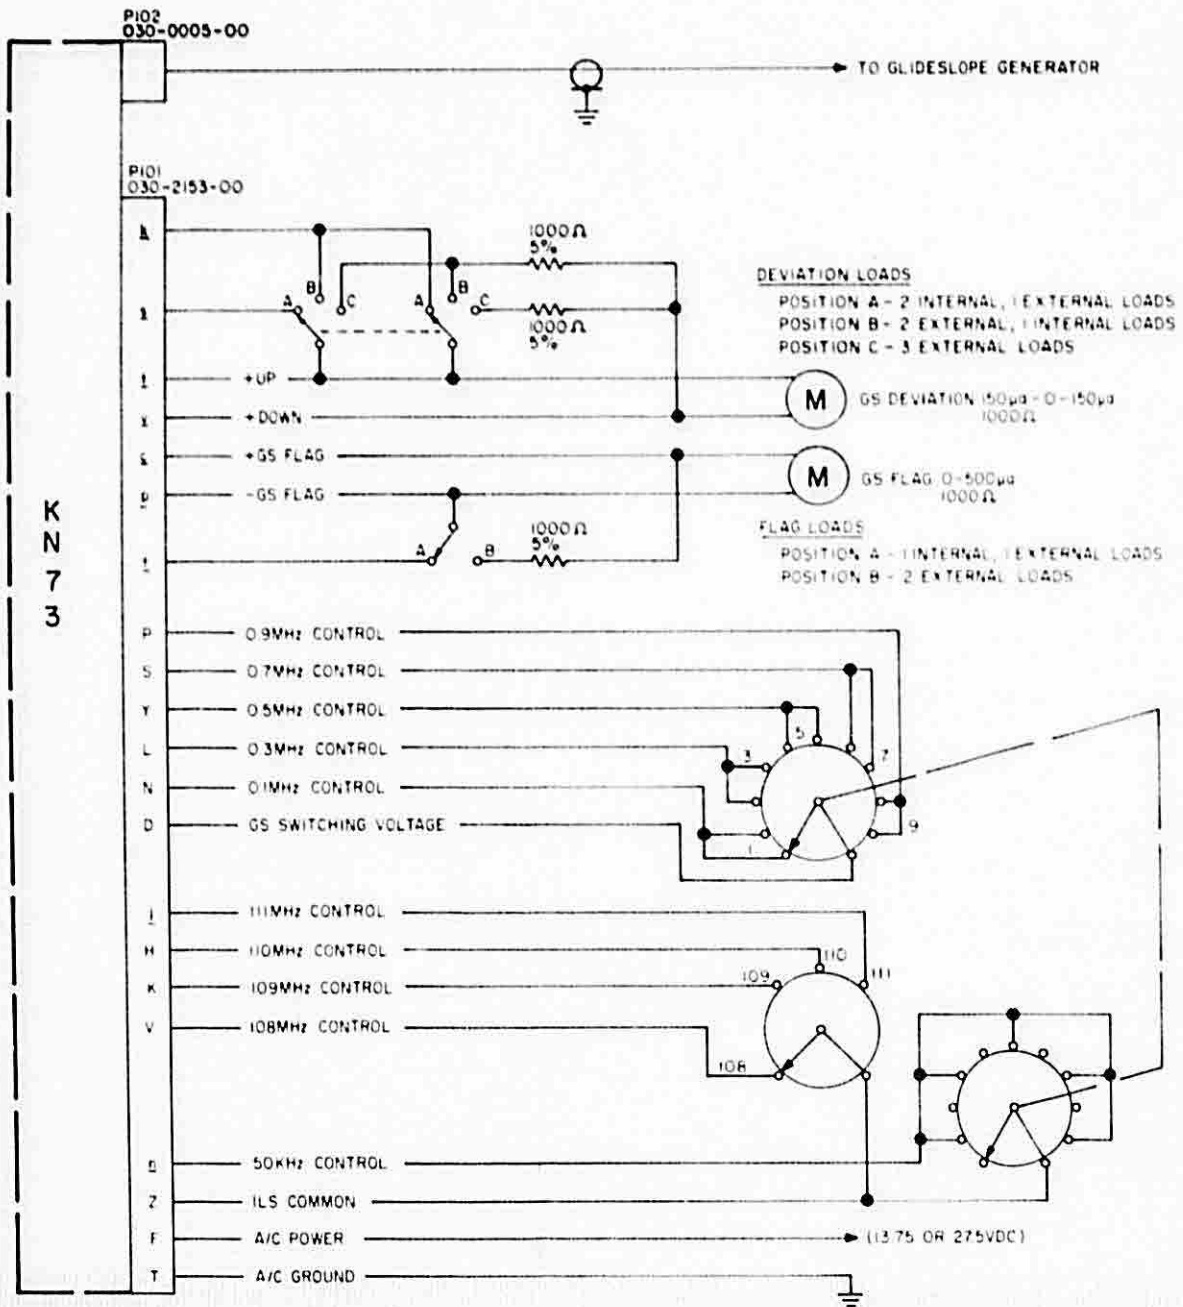 P102
030-0005-00
TO GLIDESLOPE GENERATOR
P101
030-2153-00
1000Ω
5%
B
B
A
C
A
C
1000Ω
5%
DEVIATION LOADS
POSITION A - 2 INTERNAL, 1 EXTERNAL LOADS
POSITION B - 2 EXTERNAL, 1 INTERNAL LOADS
POSITION C - 3 EXTERNAL LOADS
+UP
M
GS DEVIATION 150µa - 0 - 150µa
1000Ω
+DOWN
+GS FLAG
M
GS FLAG 0-500µa
1000Ω
-GS FLAG
KN73
1000Ω
5%
A
B
FLAG LOADS
POSITION A - 1 INTERNAL, 1 EXTERNAL LOADS
POSITION B - 2 EXTERNAL LOADS
P 0.9MHz CONTROL
S 0.7MHz CONTROL
Y 0.5MHz CONTROL
5
L 0.3MHz CONTROL
3
7
N 0.1MHz CONTROL
D GS SWITCHING VOLTAGE
1
9
111MHz CONTROL
H 110MHz CONTROL
110
K 109MHz CONTROL
109
111
V 108MHz CONTROL
108
50KHz CONTROL
Z ILS COMMON
F A/C POWER
(13.75 OR 27.5VDC)
T A/C GROUND